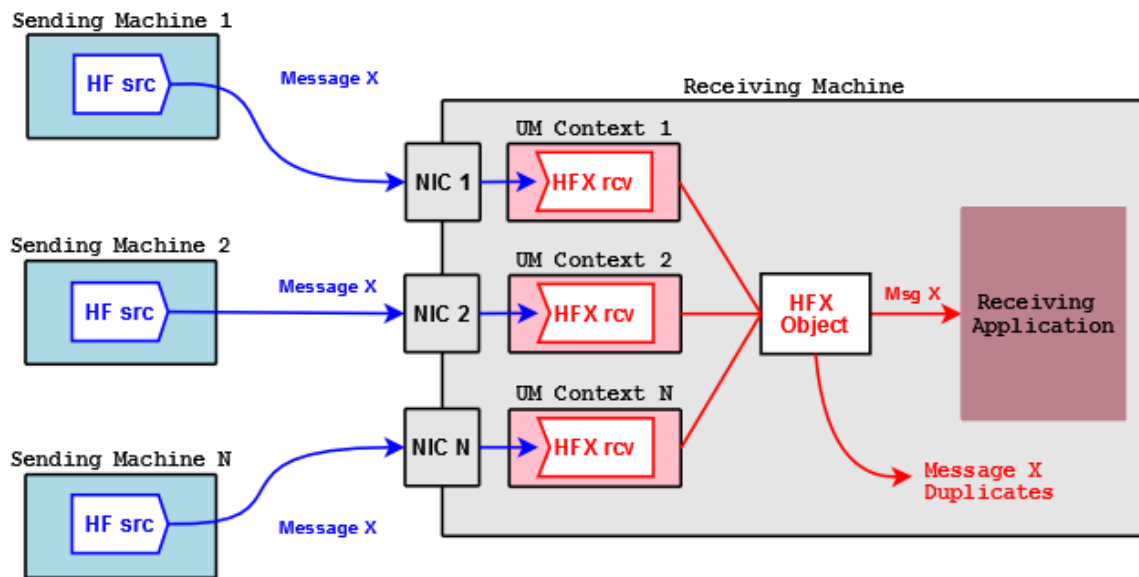 Sending Machine 1
HF src
Message X
Receiving Machine
UM Context 1
NIC 1
HFX rcv
Sending Machine 2
HF src
Message X
UM Context 2
NIC 2
HFX rcv
HFX
Object
Msg X
Receiving
Application
UM Context N
NIC N
HFX rcv
Sending Machine N
HF src
Message X
Message X
Duplicates